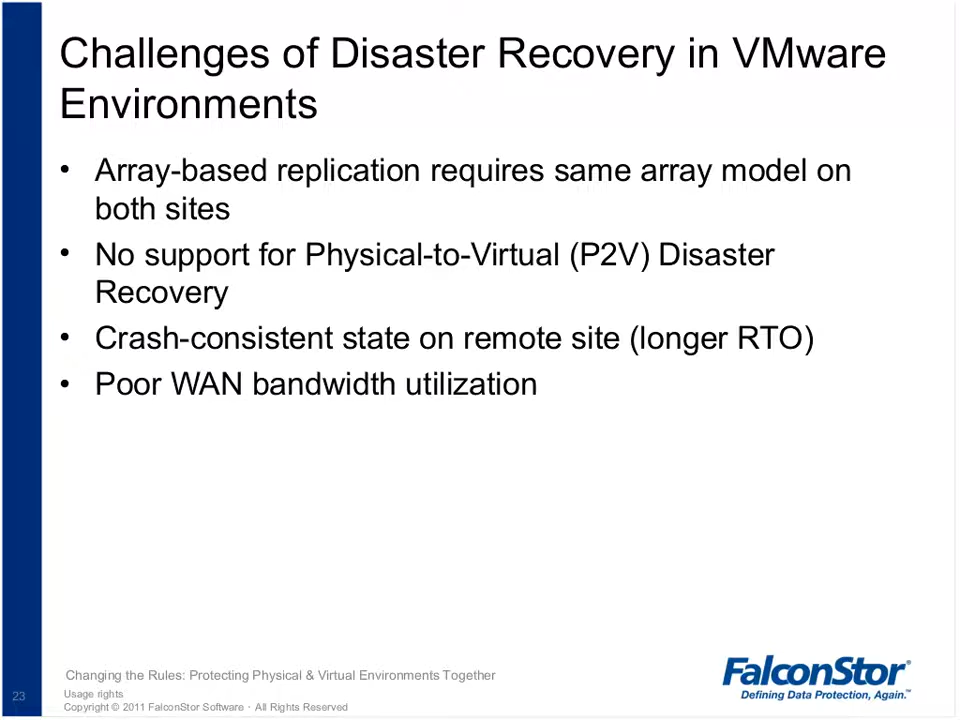 Challenges of Disaster Recovery in VMware
Environments
• Array-based replication requires same array model on
both sites
• No support for Physical-to-Virtual (P2V) Disaster
Recovery
• Crash-consistent state on remote site (longer RTO)
• Poor WAN bandwidth utilization
Changing the Rules: Protecting Physical & Virtual Environments Together
23
Usage rights
Copyright © 2011 FalconStor Software · All Rights Reserved
FalconStor®
Defining Data Protection, Again.™